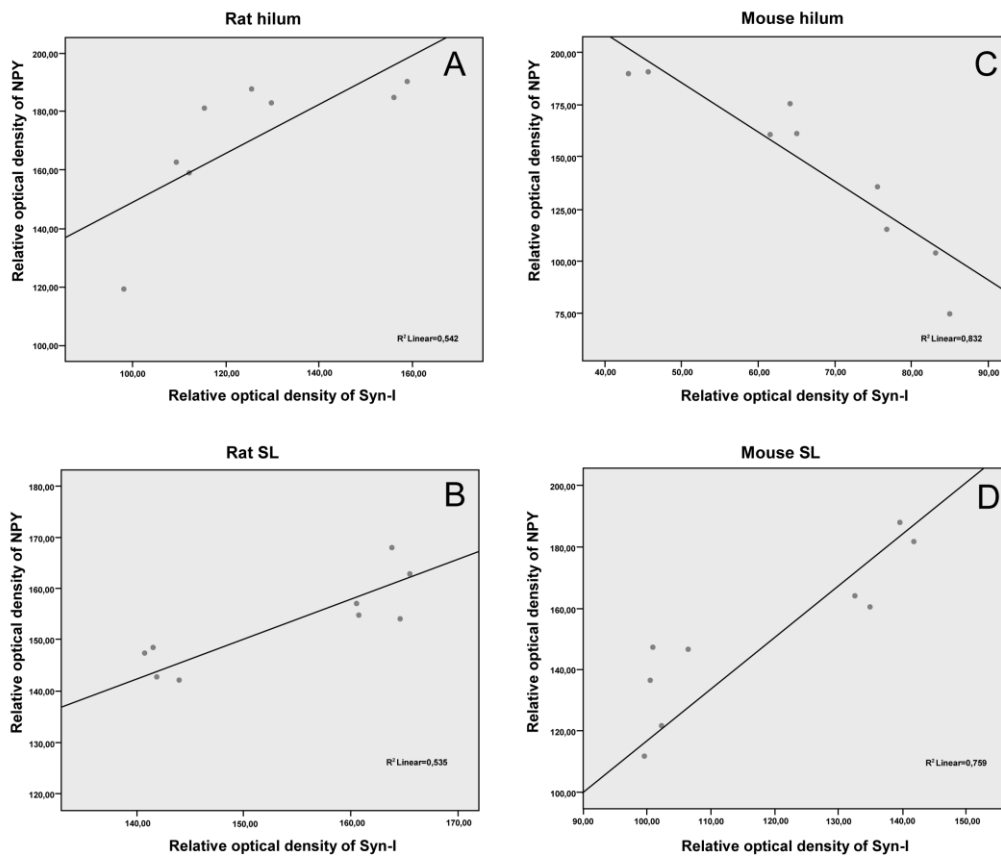 Rat hilum
A
Relative optical density of NPY
200,00
180,00
160,00
140,00
120,00
100,00
R² Linear=0,542
100,00 120,00 140,00 160,00
Relative optical density of Syn-I
Mouse hilum
C
Relative optical density of NPY
200,00
175,00
150,00
125,00
100,00
75,00
R² Linear=0,832
40,00 50,00 60,00 70,00 80,00 90,00
Relative optical density of Syn-I
Rat SL
B
Relative optical density of NPY
180,00
170,00
160,00
150,00
140,00
130,00
120,00
R² Linear=0,535
140,00 150,00 160,00 170,00
Relative optical density of Syn-I
Mouse SL
D
Relative optical density of NPY
200,00
180,00
160,00
140,00
120,00
100,00
R² Linear=0,759
90,00 100,00 110,00 120,00 130,00 140,00 150,00
Relative optical density of Syn-I